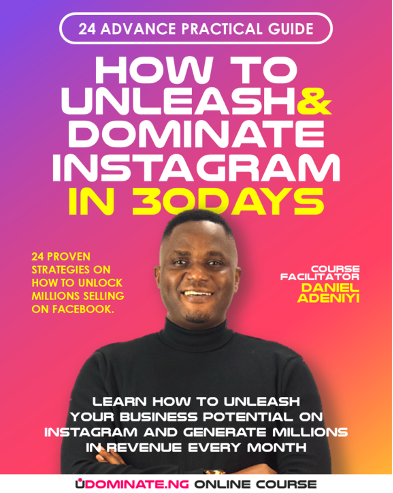 24 ADVANCE PRACTICAL GUIDE
HOW TO
UNLEASH&
DOMINATE
INSTAGRAM
IN 30DAYS
24 PROVEN
STRATEGIES ON
HOW TO UNLOCK
MILLIONS SELLING
ON FACEBOOK.
COURSE
FACILITATOR
DANIEL
ADENIYI
LEARN HOW TO UNLEASH
YOUR BUSINESS POTENTIAL ON
INSTAGRAM AND GENERATE MILLIONS
IN REVENUE EVERY MONTH
UDOMINATE.NG ONLINE COURSE